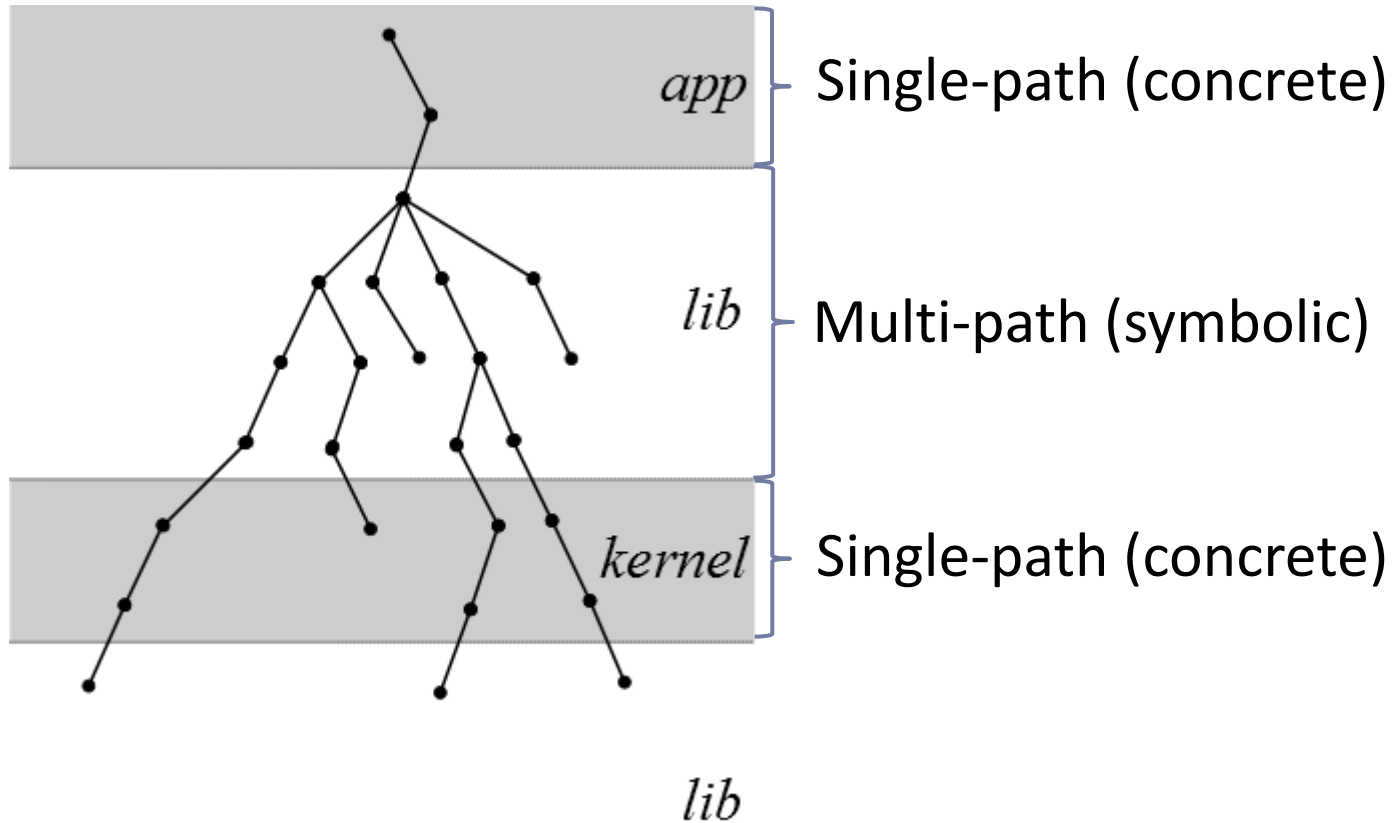 app Single-path (concrete)
lib Multi-path (symbolic)
kernel Single-path (concrete)
lib